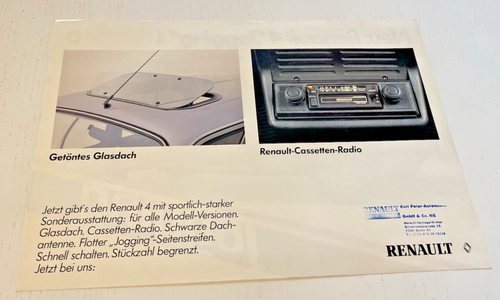 Getöntes Glasdach
Renault-Cassetten-Radio
Jetzt gibt's den Renault 4 mit sportlich-starker
Sonderausstattung: für alle Modell-Versionen.
Glasdach. Cassetten-Radio. Schwarze Dach-
antenne. Flotter „Jogging"-Seitenstreifen.
Schnell schalten. Stückzahl begrenzt.
Jetzt bei uns:
RENAULT
GmbH & Co. KG
RENAULT